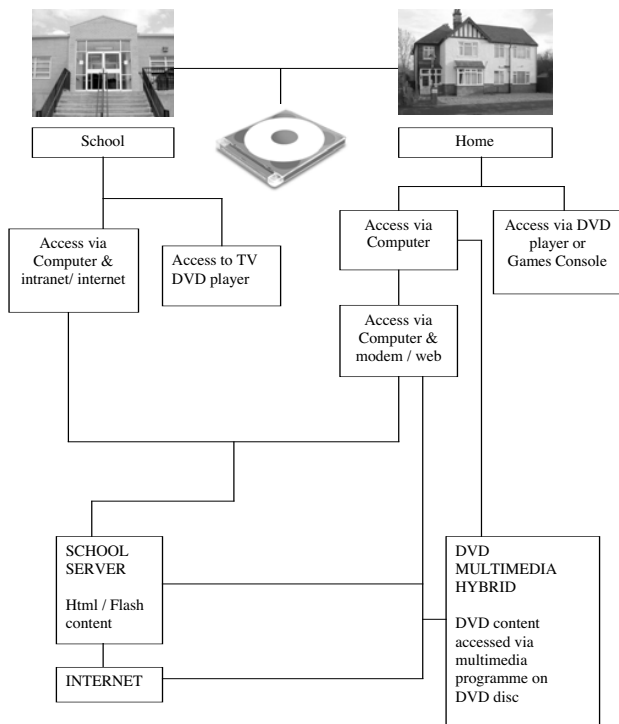 School
Home
Access via
Computer &
intranet/ internet
Access to TV
DVD player
Access via
Computer
Access via DVD
player or
Games Console
Access via
Computer &
modem / web
SCHOOL
SERVER
Html / Flash
content
INTERNET
DVD
MULTIMEDIA
HYBRID
DVD content
accessed via
multimedia
programme on
DVD disc